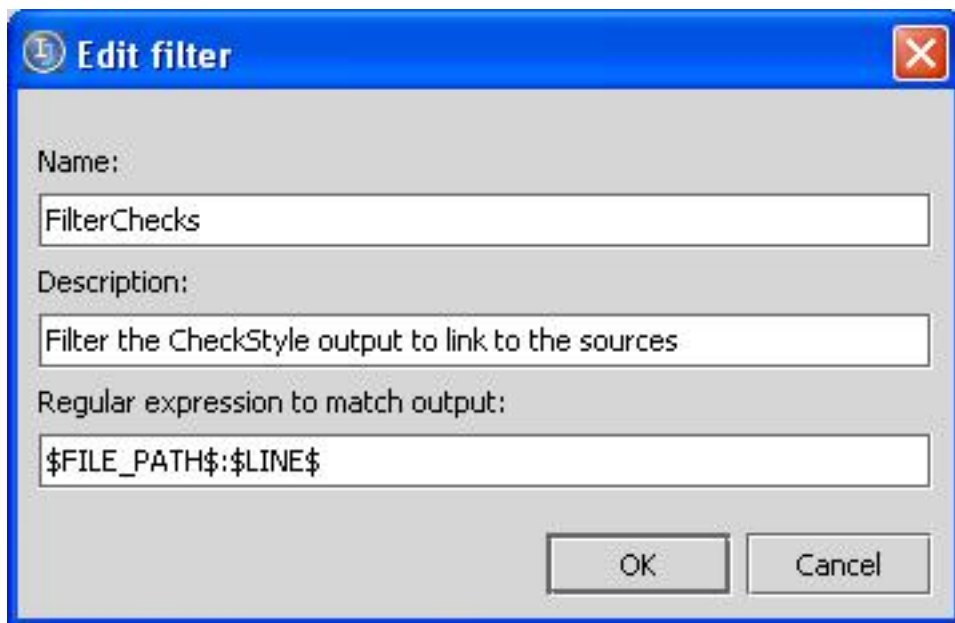 Edit filter
Name:
FilterChecks
Description:
Filter the CheckStyle output to link to the sources
Regular expression to match output:
$FILE_PATH$:$LINE$
OK
Cancel